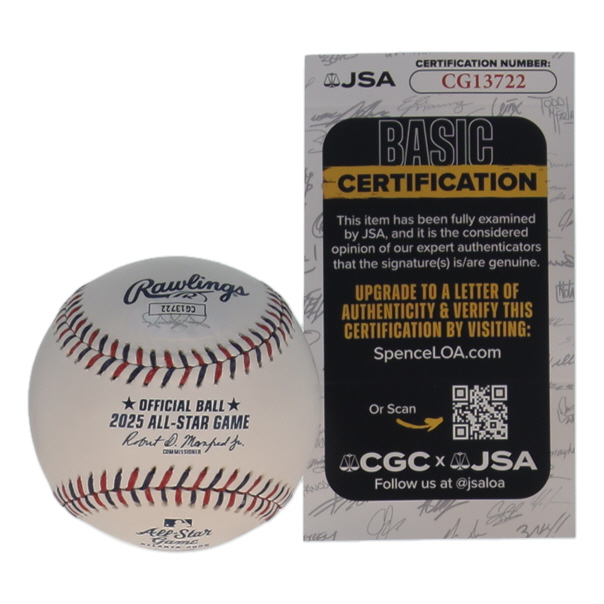 Rawlings
R
CG13722
★ OFFICIAL BALL ★
2025 ALL-STAR GAME
Robert D. Manfred Jr.
COMMISSIONER
All-Star
Game
JSA
CERTIFICATION NUMBER:
CG13722
BASIC
CERTIFICATION
This item has been fully examined
by JSA, and it is the considered
opinion of our expert authenticators
that the signature(s) is/are genuine.
UPGRADE TO A LETTER OF
AUTHENTICITY & VERIFY THIS
CERTIFICATION BY VISITING:
SpenceLOA.com
Or Scan
CGC x JSA
Follow us at @jsaloa